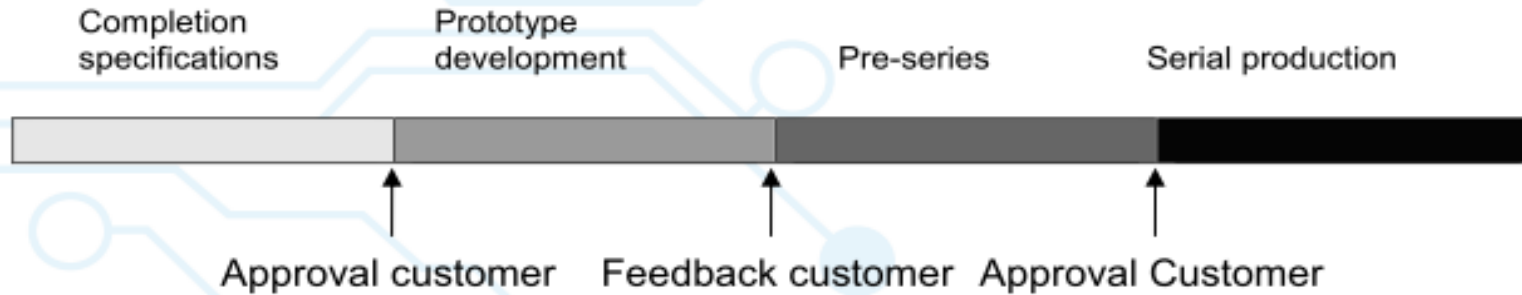 Completion
specifications
Prototype
development
Pre-series
Serial production
Approval customer
Feedback customer
Approval Customer